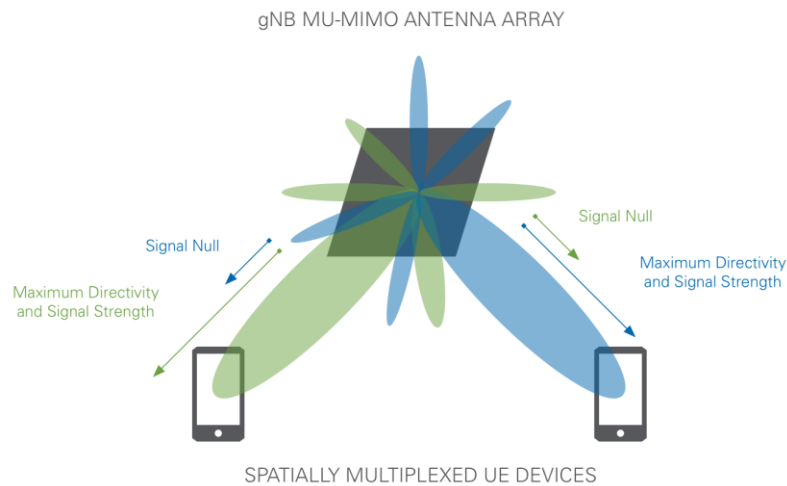 gNB MU-MIMO ANTENNA ARRAY
Signal Null
Signal Null
Maximum Directivity
and Signal Strength
Maximum Directivity
and Signal Strength
SPATIALLY MULTIPLEXED UE DEVICES